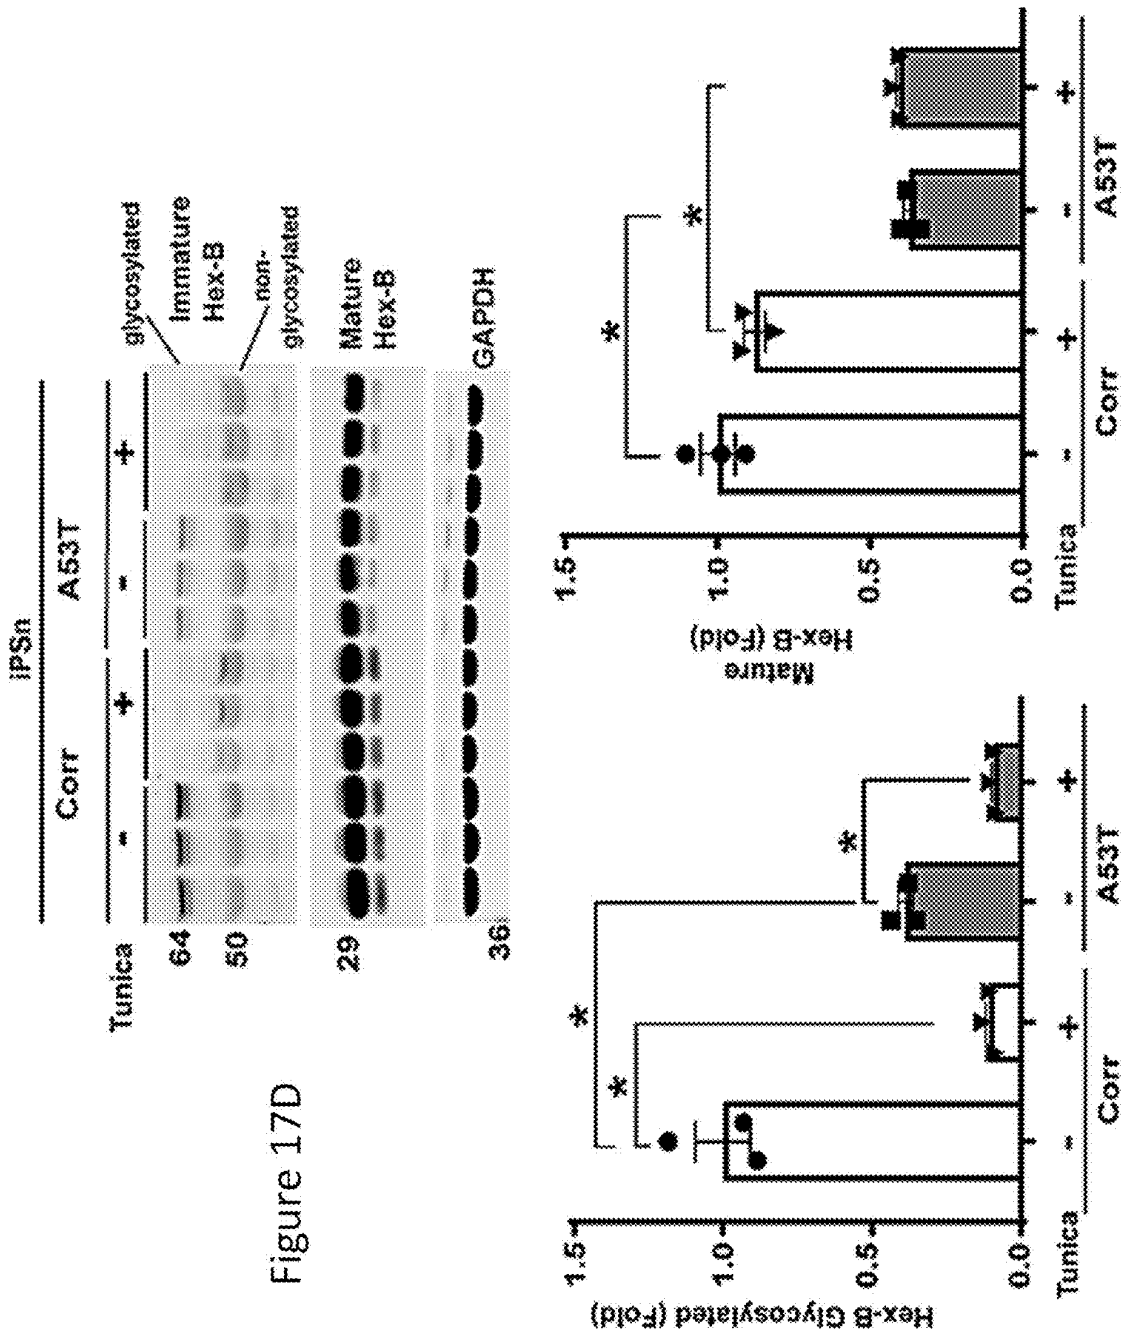 Figure 17D
iPSn
Corr A53T
Tunica - + - +
64
50
29
36
glycosylated
Immature
Hex-B
non-
glycosylated
Mature
Hex-B
GAPDH
Hex-B Glycosylated (Fold)
1.5
1.0
0.5
0.0
* * *
Tunica - + - +
Corr A53T
Mature
Hex-B (Fold)
1.5
1.0
0.5
0.0
* *
Tunica - + - +
Corr A53T